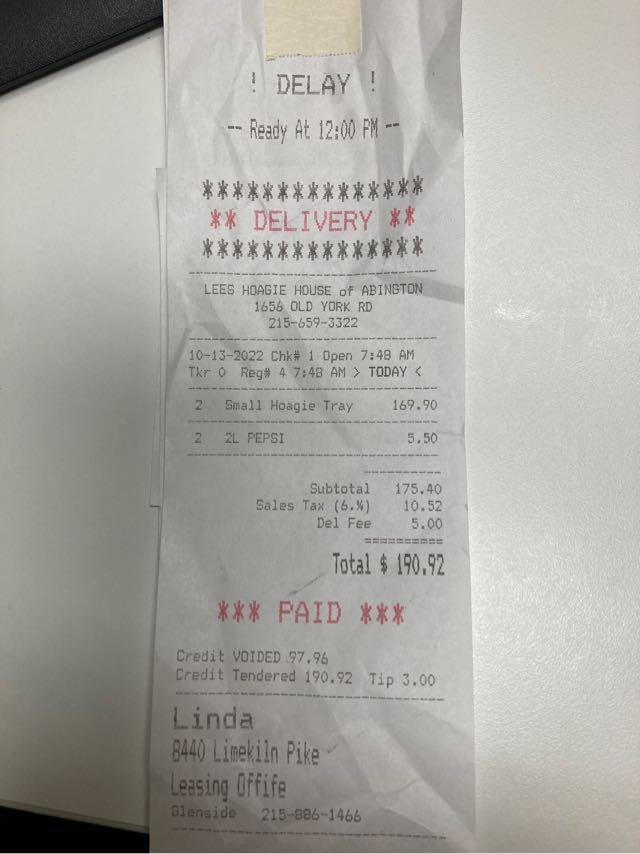 ! DELAY !
-- Ready At 12:00 PM --
***************
** DELIVERY **
***************
LEES HOAGIE HOUSE of ABINGTON
1656 OLD YORK RD
215-659-3322
10-13-2022 Chk# 1 Open 7:48 AM
Tkr 0 Reg# 4 7:48 AM > TODAY <
2 Small Hoagie Tray 169.90
2 2L PEPSI 5.50
Subtotal 175.40
Sales Tax (6.%) 10.52
Del Fee 5.00
==========
Total $ 190.92
*** PAID ***
Credit VOIDED 97.96
Credit Tendered 190.92 Tip 3.00
Linda
8440 Limekiln Pike
Leasing Offife
Glenside 215-886-1466